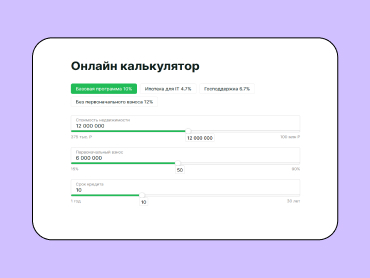 Онлайн калькулятор
Базовая программа 10% Ипотека для IT 4.7% Господдержка 6.7%
Без первоначального взноса 12%
Стоимость недвижимости
12 000 000
375 тыс. ₽ 12 000 000 100 млн ₽
Первоначальный взнос
6 000 000
50 90%
Срок кредита
10
1 год 10 30 лет